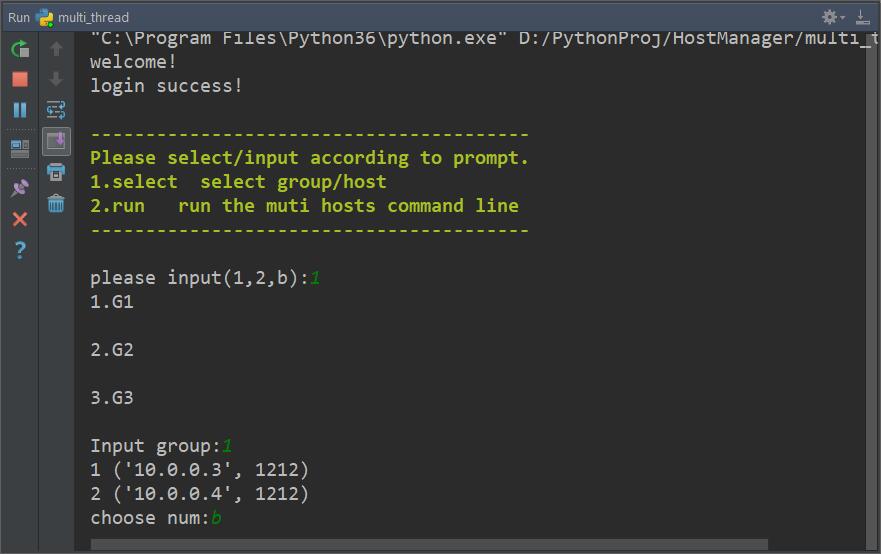 Run multi_thread
"C:\Program Files\Python36\python.exe" D:/PythonProj/HostManager/multi_t
welcome!
login success!
----------------------------------------
Please select/input according to prompt.
1.select  select group/host
2.run   run the muti hosts command line
----------------------------------------
please input(1,2,b):1
1.G1
2.G2
3.G3
Input group:1
1 ('10.0.0.3', 1212)
2 ('10.0.0.4', 1212)
choose num:b